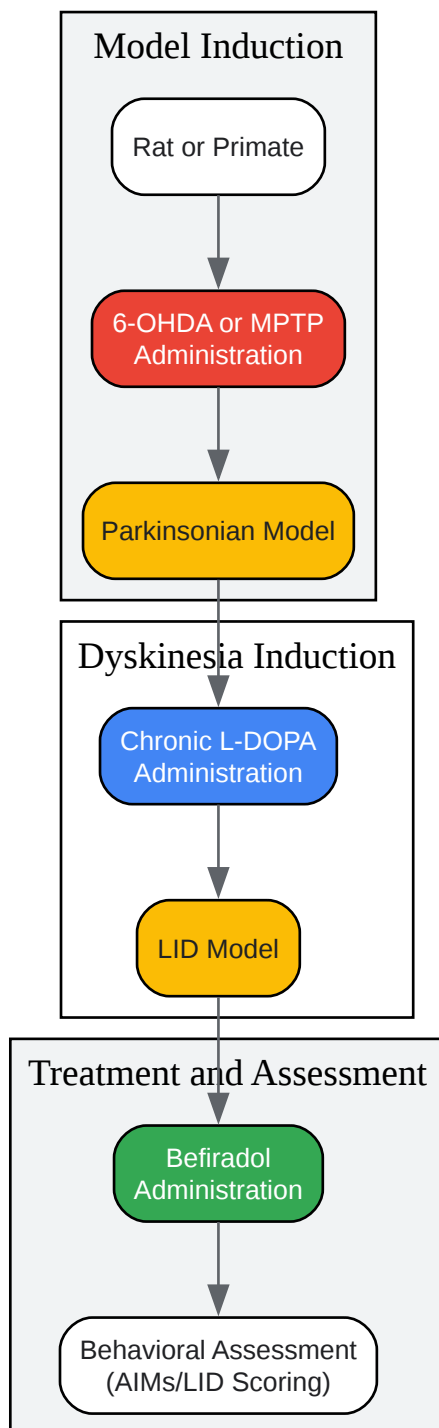 Model Induction
Rat or Primate
6-OHDA or MPTP
Administration
Parkinsonian Model
Dyskinesia Induction
Chronic L-DOPA
Administration
LID Model
Treatment and Assessment
Befiradol
Administration
Behavioral Assessment
(AIMs/LID Scoring)